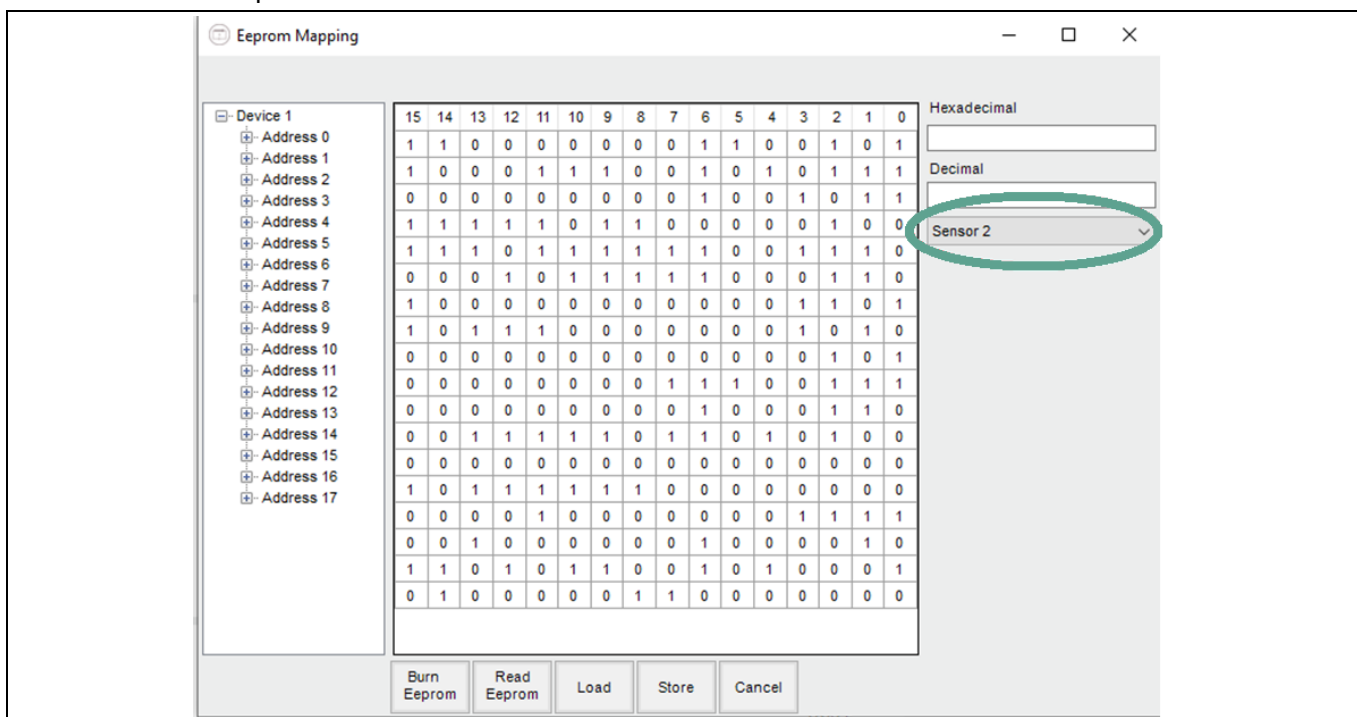 Eeprom Mapping
Device 1
Address 0
Address 1
Address 2
Address 3
Address 4
Address 5
Address 6
Address 7
Address 8
Address 9
Address 10
Address 11
Address 12
Address 13
Address 14
Address 15
Address 16
Address 17
15 14 13 12 11 10 9 8 7 6 5 4 3 2 1 0
1 1 0 0 0 0 0 0 0 1 1 0 0 1 0 1
1 0 0 0 1 1 1 0 0 1 0 1 0 1 1 1
0 0 0 0 0 0 0 0 0 1 0 0 1 0 1 1
1 1 1 1 1 0 1 1 0 0 0 0 0 1 0 0
1 1 1 0 1 1 1 1 1 1 0 0 1 1 1 0
0 0 0 1 0 1 1 1 1 1 0 0 0 1 1 0
1 0 0 0 0 0 0 0 0 0 0 0 1 1 0 1
1 0 1 1 1 0 0 0 0 0 0 0 1 0 1 0
0 0 0 0 0 0 0 0 0 0 0 0 0 1 0 1
0 0 0 0 0 0 0 0 1 1 1 0 0 1 1 1
0 0 0 0 0 0 0 0 0 1 0 0 0 1 1 0
0 0 1 1 1 1 1 0 1 1 0 1 0 1 0 0
0 0 0 0 0 0 0 0 0 0 0 0 0 0 0 0
1 0 1 1 1 1 1 1 0 0 0 0 0 0 0 0
0 0 0 0 1 0 0 0 0 0 0 0 1 1 1 1
0 0 1 0 0 0 0 0 0 1 0 0 0 0 1 0
1 1 0 1 0 1 1 0 0 1 0 1 0 0 0 1
0 1 0 0 0 0 0 1 1 0 0 0 0 0 0 0
Hexadecimal
Decimal
Sensor 2
Burn
Eeprom
Read
Eeprom
Load
Store
Cancel